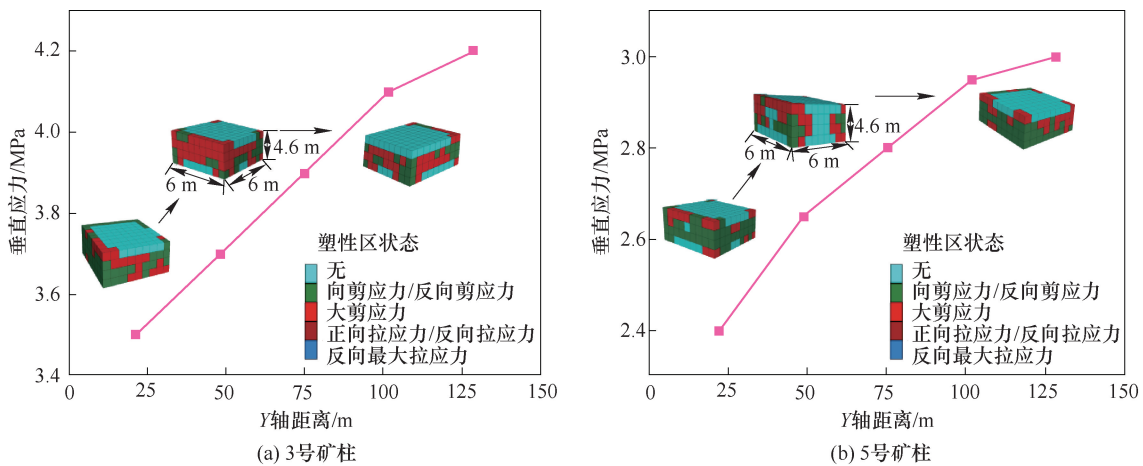 4.2
4.0
3.8
3.6
3.4
垂直应力/MPa
4.6 m
6 m
6 m
塑性区状态
无
向剪应力/反向剪应力
大剪应力
正向拉应力/反向拉应力
反向最大拉应力
0
25
50
75
100
125
150
Y轴距离/m
(a) 3号矿柱
3.0
2.8
2.6
2.4
垂直应力/MPa
4.6 m
6 m
6 m
塑性区状态
无
向剪应力/反向剪应力
大剪应力
正向拉应力/反向拉应力
反向最大拉应力
0
25
50
75
100
125
150
Y轴距离/m
(b) 5号矿柱